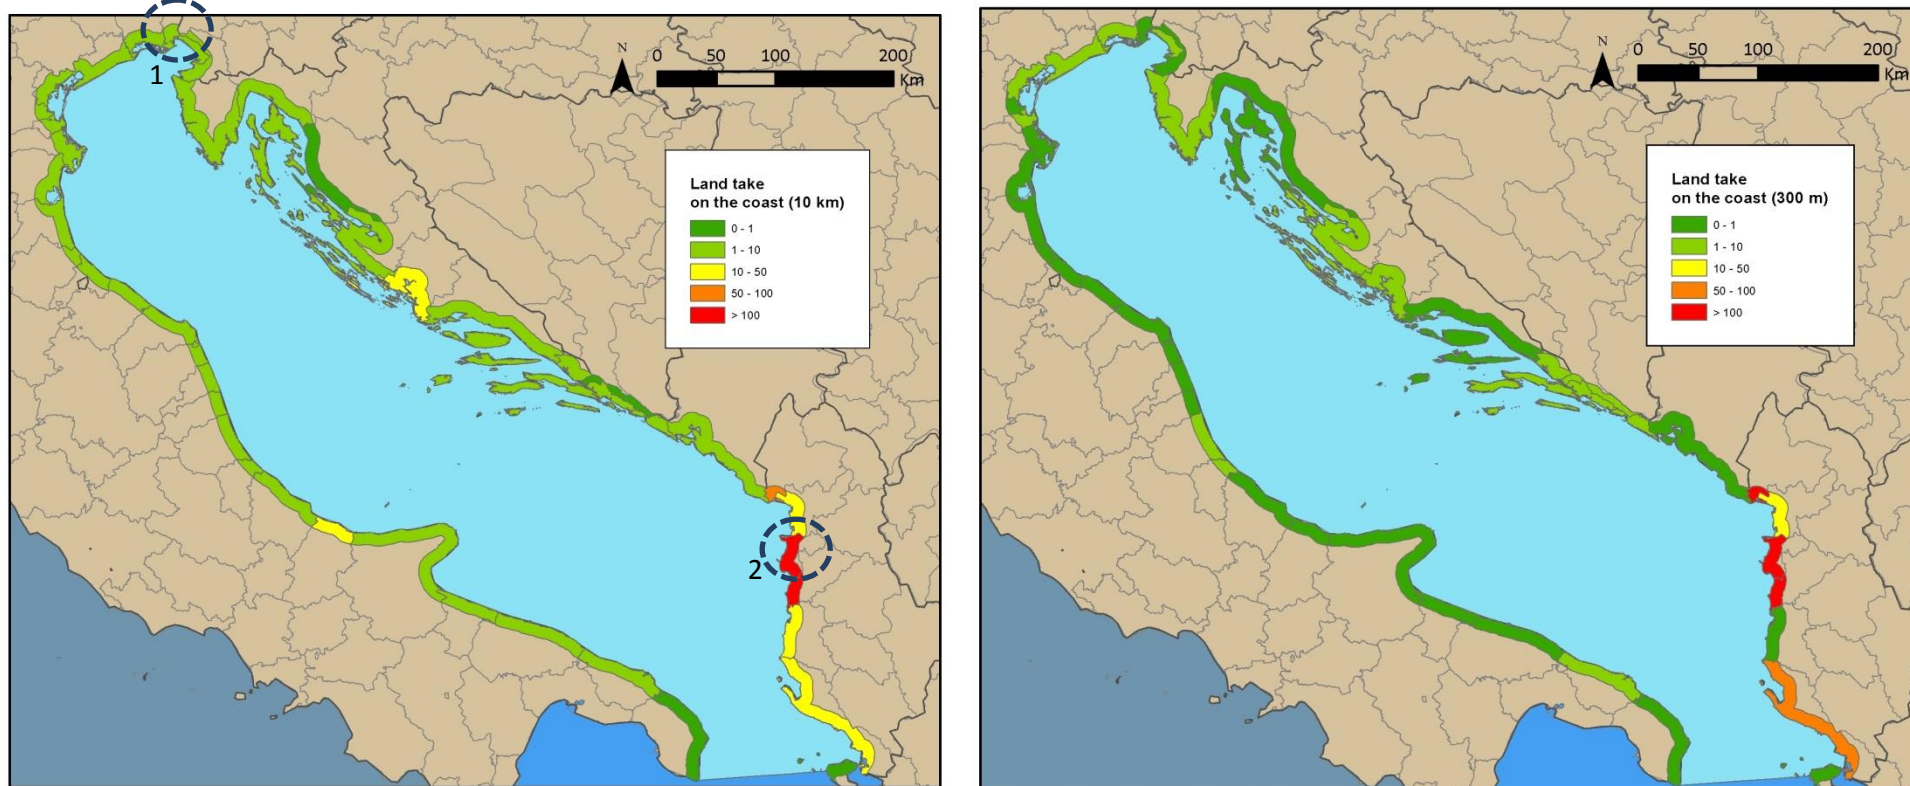 1
N
0 50 100 200
Km
Land take
on the coast (10 km)
0 - 1
1 - 10
10 - 50
50 - 100
> 100
2
N
0 50 100 200
Km
Land take
on the coast (300 m)
0 - 1
1 - 10
10 - 50
50 - 100
> 100